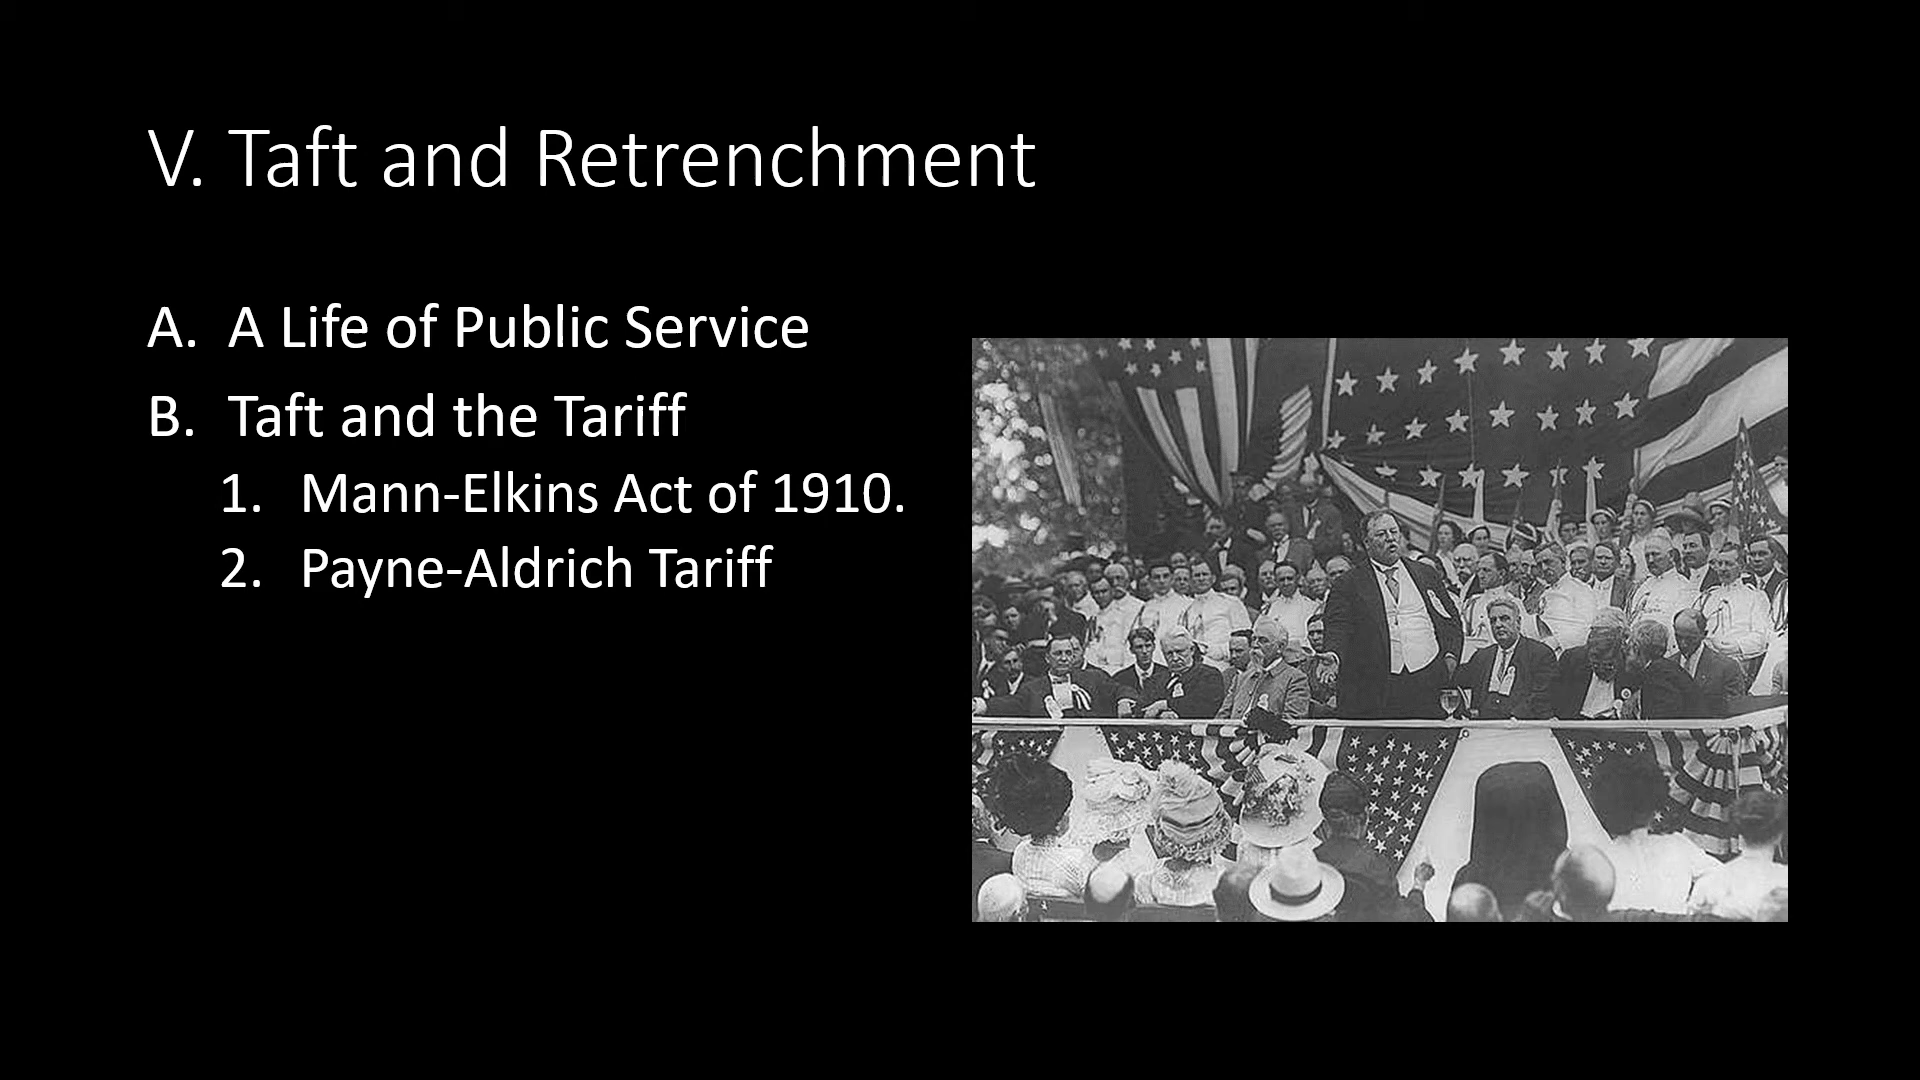 V. Taft and Retrenchment
A. A Life of Public Service
B. Taft and the Tariff
1. Mann-Elkins Act of 1910.
2. Payne-Aldrich Tariff